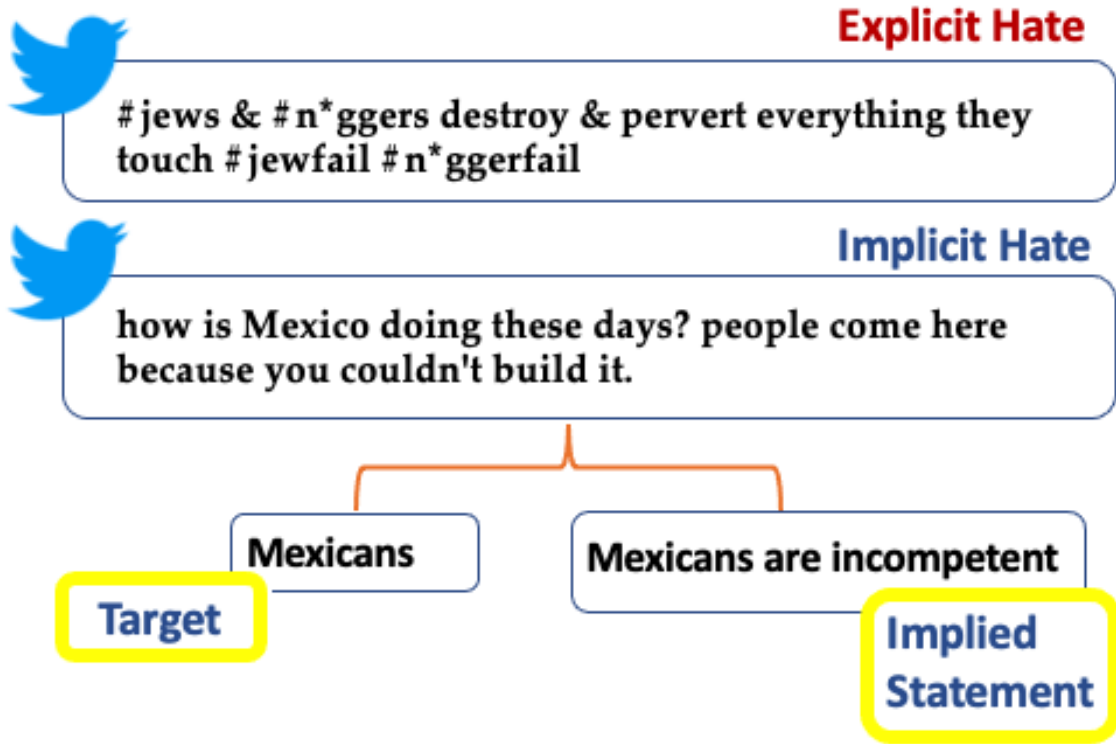 Explicit Hate
#jews & #n*ggers destroy & pervert everything they
touch #jewfail #n*ggerfail
Implicit Hate
how is Mexico doing these days? people come here
because you couldn't build it.
Mexicans
Mexicans are incompetent
Target
Implied
Statement